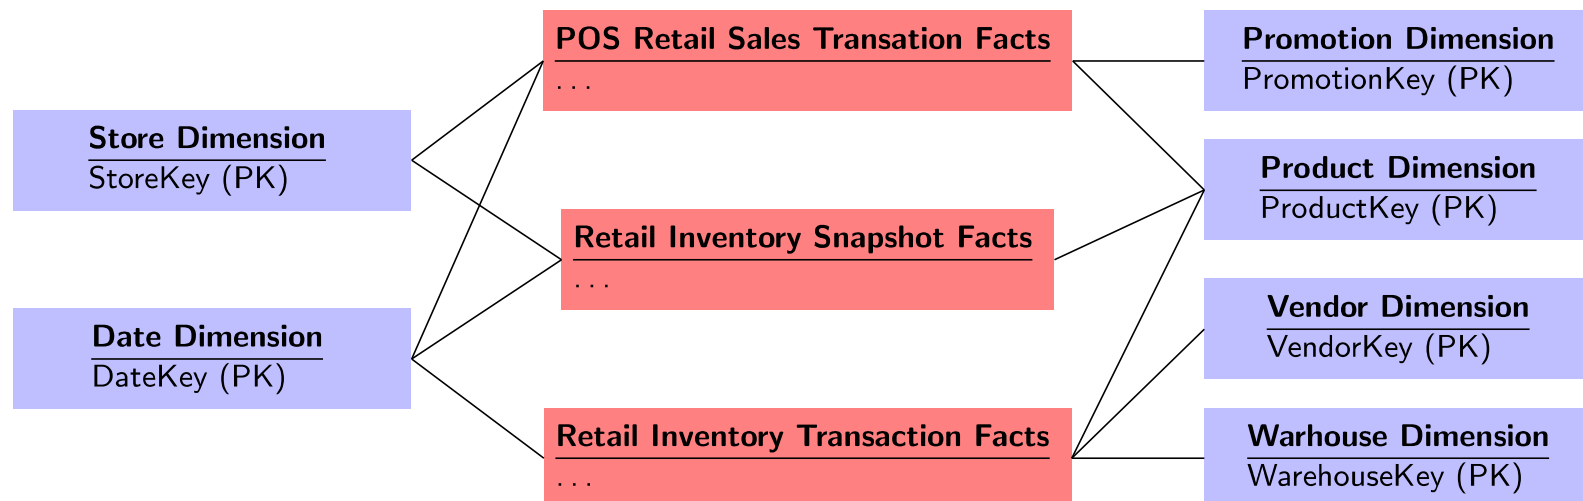 POS Retail Sales Transation Facts
. . .
Promotion Dimension
PromotionKey (PK)
Store Dimension
StoreKey (PK)
Product Dimension
ProductKey (PK)
Retail Inventory Snapshot Facts
. . .
Date Dimension
DateKey (PK)
Vendor Dimension
VendorKey (PK)
Retail Inventory Transaction Facts
. . .
Warhouse Dimension
WarehouseKey (PK)